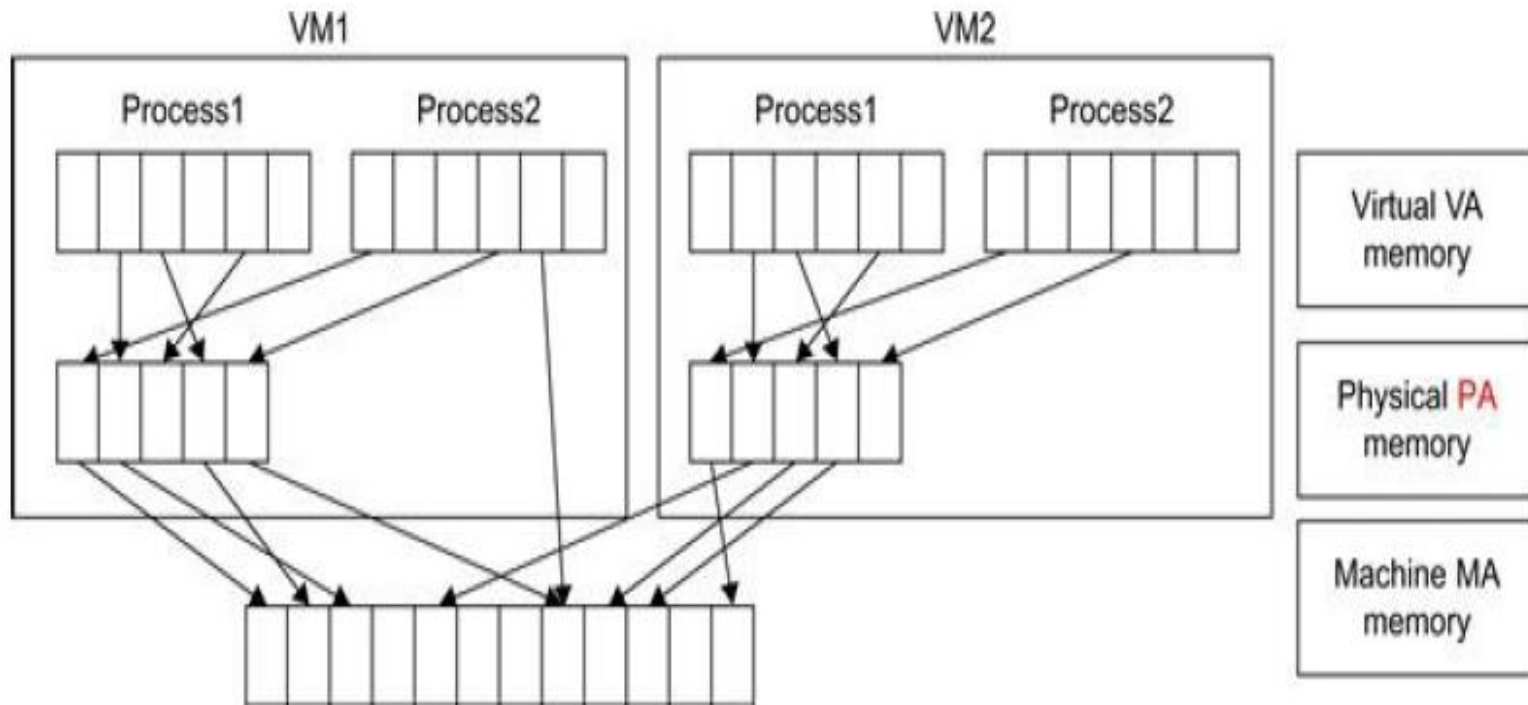 VM1
VM2
Process1
Process2
Process1
Process2
Virtual VA
memory
Physical PA
memory
Machine MA
memory